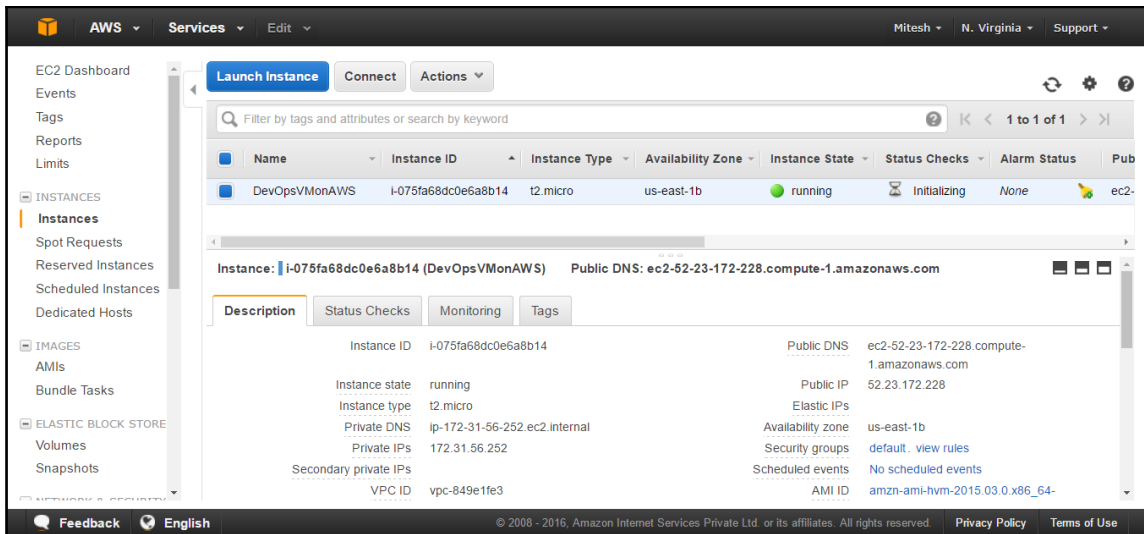 AWS Services Edit Mitesh N. Virginia Support
EC2 Dashboard
Events
Tags
Reports
Limits
INSTANCES
Instances
Spot Requests
Reserved Instances
Scheduled Instances
Dedicated Hosts
IMAGES
AMIs
Bundle Tasks
ELASTIC BLOCK STORE
Volumes
Snapshots
NETWORK & SECURITY
Launch Instance Connect Actions
Filter by tags and attributes or search by keyword 1 to 1 of 1
Name Instance ID Instance Type Availability Zone Instance State Status Checks Alarm Status Pub
DevOpsVMonAWS i-075fa68dc0e6a8b14 t2.micro us-east-1b running Initializing None ec2-
Instance: i-075fa68dc0e6a8b14 (DevOpsVMonAWS) Public DNS: ec2-52-23-172-228.compute-1.amazonaws.com
Description Status Checks Monitoring Tags
Instance ID i-075fa68dc0e6a8b14 Public DNS ec2-52-23-172-228.compute-
1.amazonaws.com
Instance state running Public IP 52.23.172.228
Instance type t2.micro Elastic IPs
Private DNS ip-172-31-56-252.ec2.internal Availability zone us-east-1b
Private IPs 172.31.56.252 Security groups default. view rules
Secondary private IPs Scheduled events No scheduled events
VPC ID vpc-849e1fe3 AMI ID amzn-ami-hvm-2015.03.0.x86_64-
Feedback English © 2008 - 2016, Amazon Internet Services Private Ltd. or its affiliates. All rights reserved. Privacy Policy Terms of Use